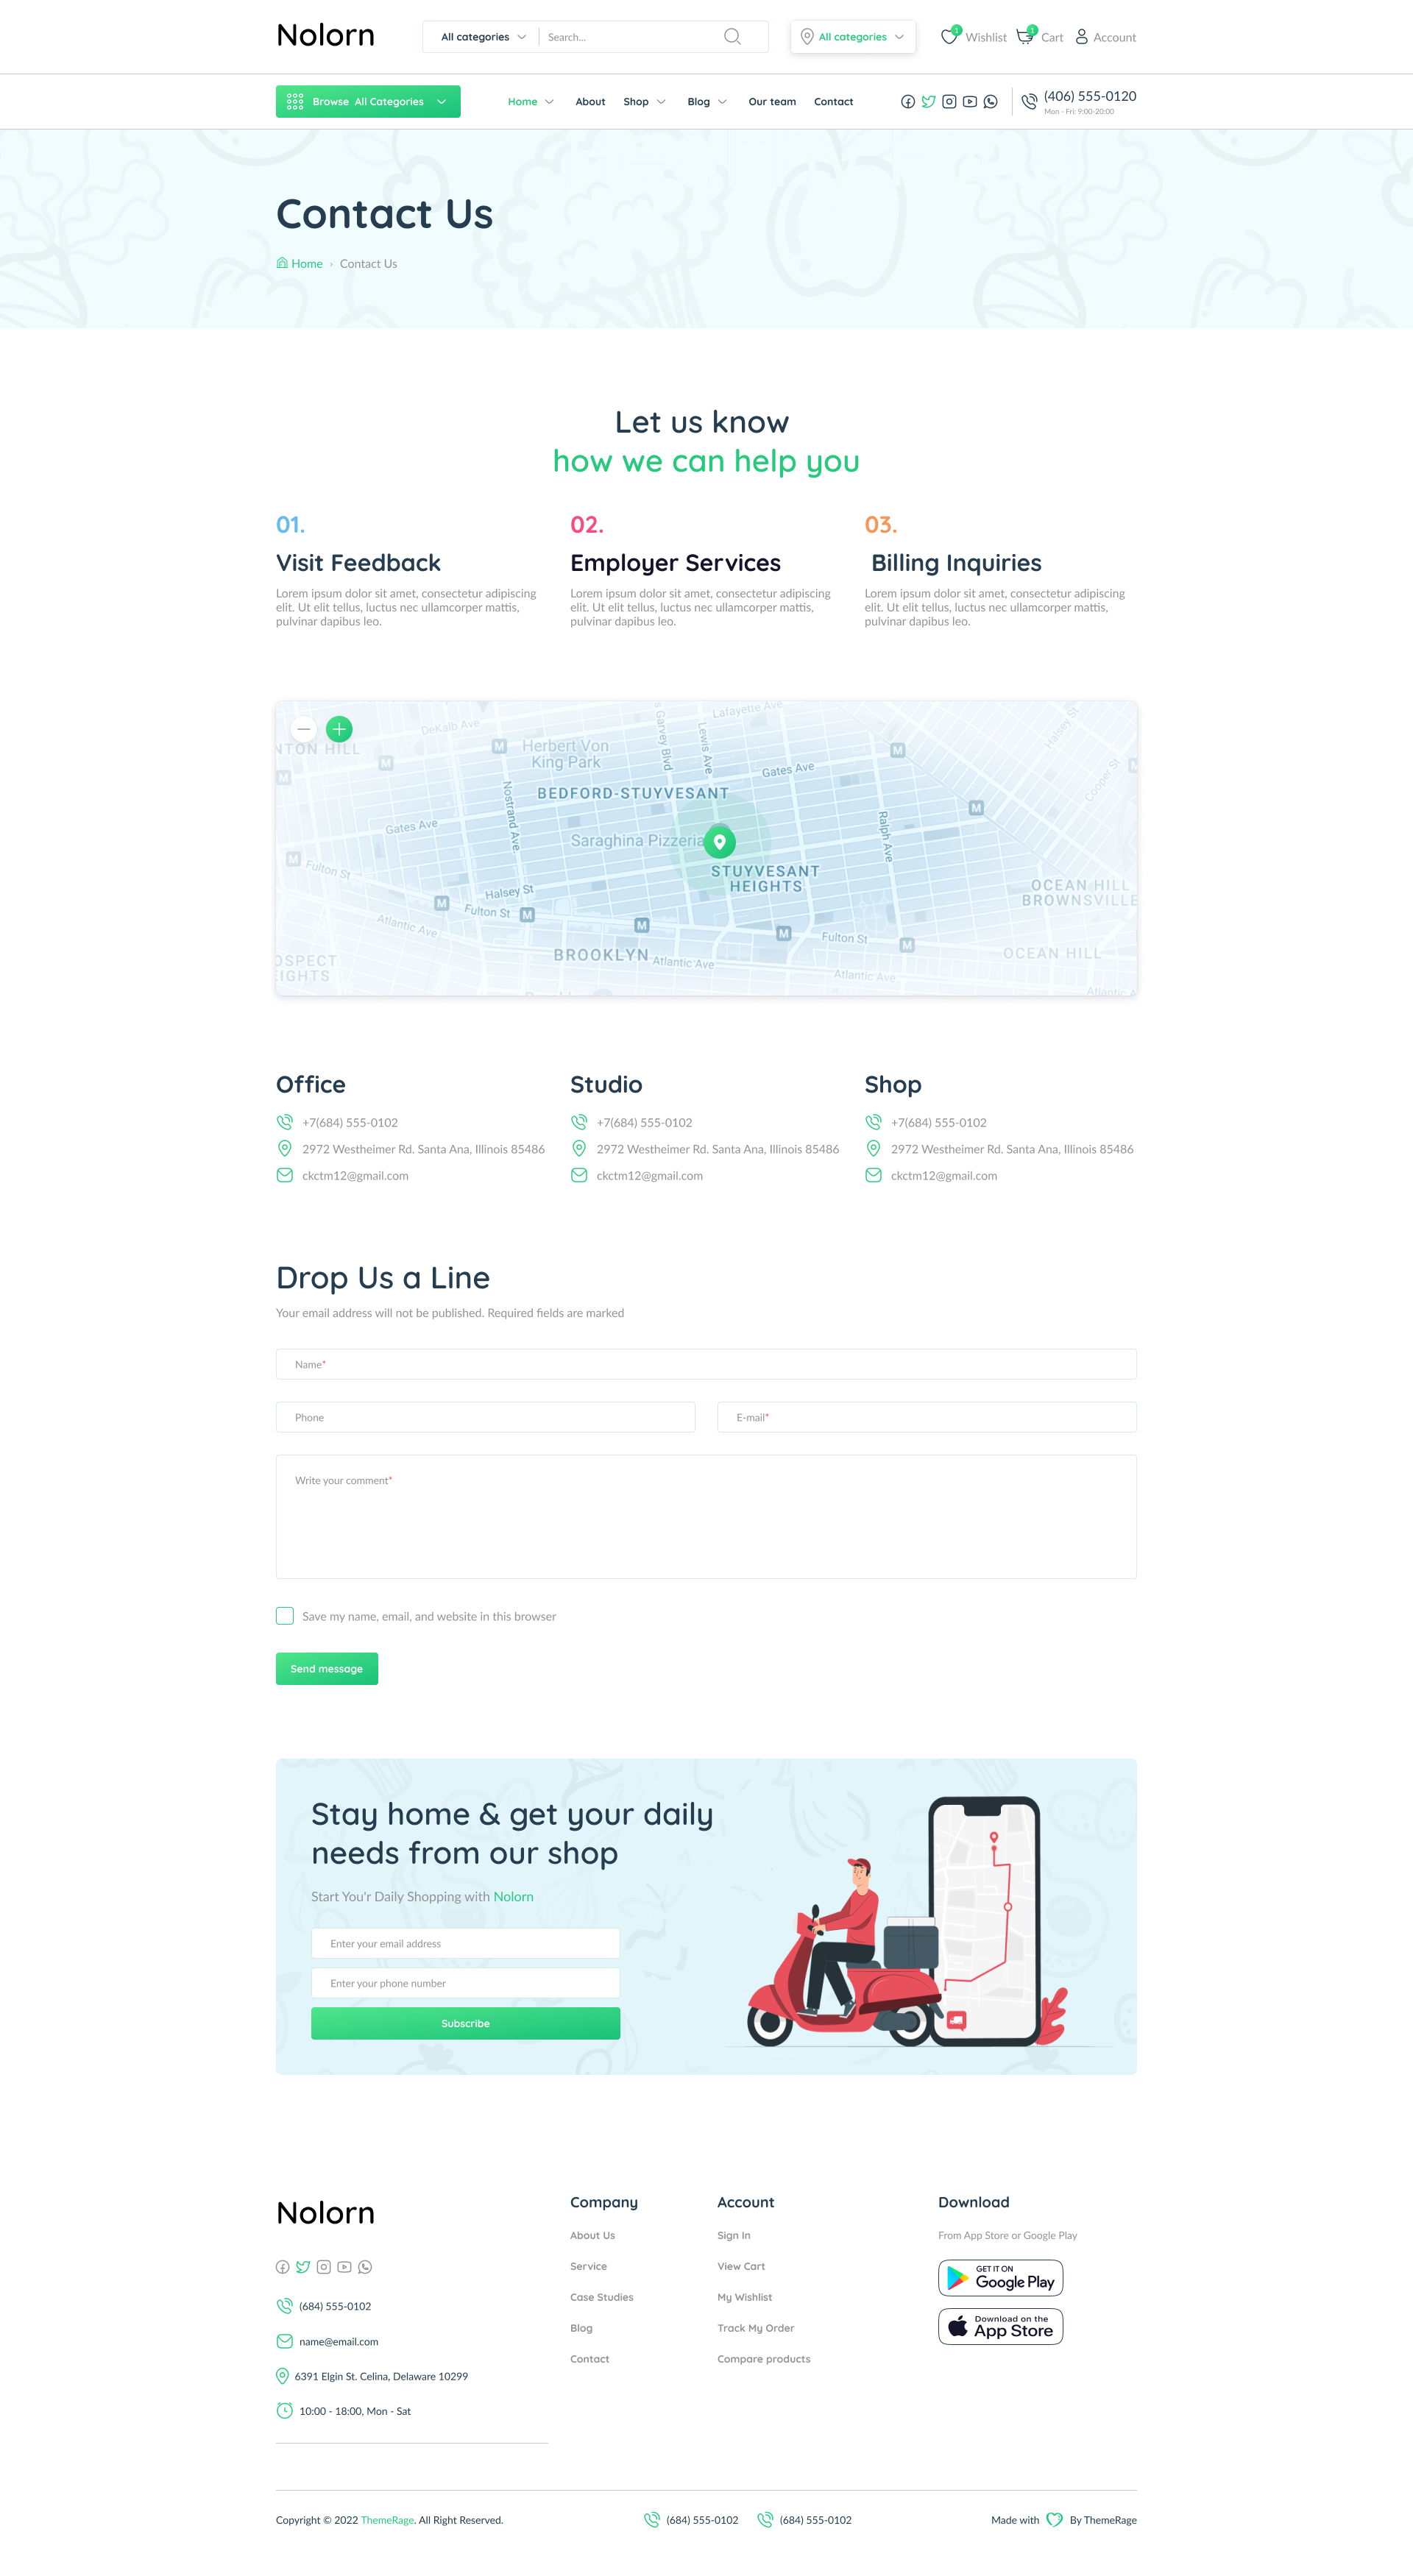 Nolorn
All categories
Search...
All categories
1
Wishlist
1
Cart
Account
Browse All Categories
Home
About
Shop
Blog
Our team
Contact
(406) 555-0120
Mon - Fri: 9:00-20:00
Contact Us
Home › Contact Us
Let us know
how we can help you
01.
Visit Feedback
Lorem ipsum dolor sit amet, consectetur adipiscing
elit. Ut elit tellus, luctus nec ullamcorper mattis,
pulvinar dapibus leo.
02.
Employer Services
Lorem ipsum dolor sit amet, consectetur adipiscing
elit. Ut elit tellus, luctus nec ullamcorper mattis,
pulvinar dapibus leo.
03.
Billing Inquiries
Lorem ipsum dolor sit amet, consectetur adipiscing
elit. Ut elit tellus, luctus nec ullamcorper mattis,
pulvinar dapibus leo.
DeKalb Ave
Lafayette Ave
s Garvey Blvd
Lewis Ave
Halsey St
NTON HILL
Herbert Von
King Park
Gates Ave
Cooper St
BEDFORD-STUYVESANT
Nostrand Ave
Gates Ave
Ralph Ave
Saraghina Pizzeria
Fulton St
STUYVESANT
HEIGHTS
Halsey St
OCEAN HILL
BROWNSVILLE
Fulton St
Atlantic Ave
Fulton St
BROOKLYN
Atlantic Ave
OCEAN HILL
OSPECT
EIGHTS
Atlantic Ave
Atlantic A
Office
+7(684) 555-0102
2972 Westheimer Rd. Santa Ana, Illinois 85486
ckctm12@gmail.com
Studio
+7(684) 555-0102
2972 Westheimer Rd. Santa Ana, Illinois 85486
ckctm12@gmail.com
Shop
+7(684) 555-0102
2972 Westheimer Rd. Santa Ana, Illinois 85486
ckctm12@gmail.com
Drop Us a Line
Your email address will not be published. Required fields are marked
Name*
Phone
E-mail*
Write your comment*
Save my name, email, and website in this browser
Send message
Stay home & get your daily
needs from our shop
Start You'r Daily Shopping with Nolorn
Enter your email address
Enter your phone number
Subscribe
Nolorn
(684) 555-0102
name@email.com
6391 Elgin St. Celina, Delaware 10299
10:00 - 18:00, Mon - Sat
Company
About Us
Service
Case Studies
Blog
Contact
Account
Sign In
View Cart
My Wishlist
Track My Order
Compare products
Download
From App Store or Google Play
GET IT ON
Google Play
Download on the
App Store
Copyright © 2022 ThemeRage. All Right Reserved.
(684) 555-0102
(684) 555-0102
Made with
By ThemeRage